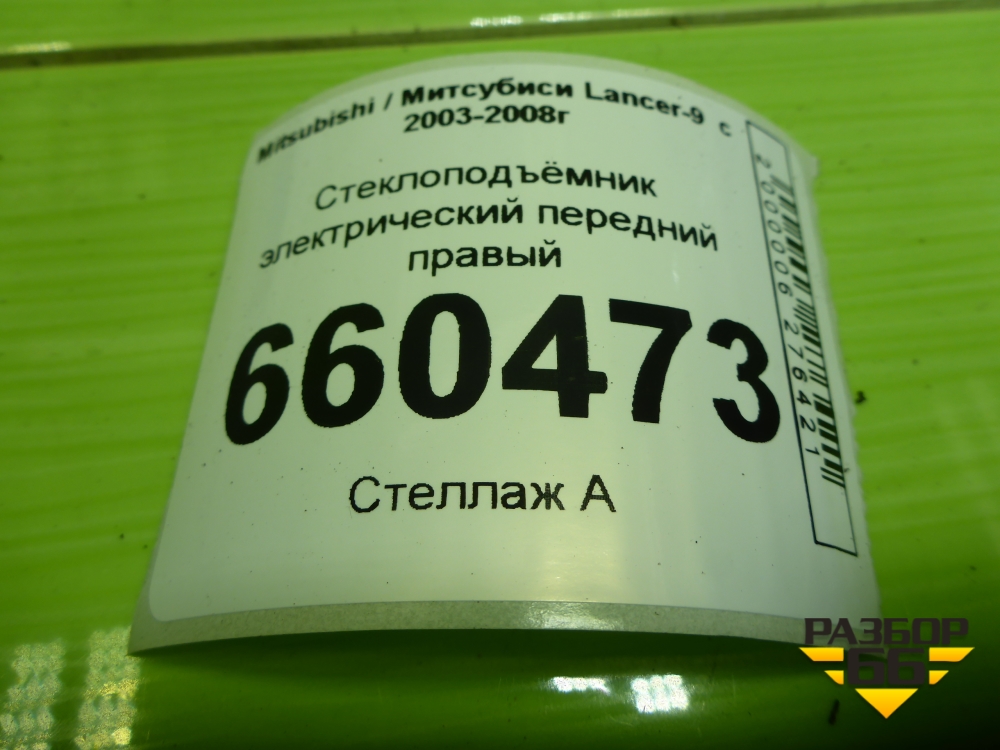 Mitsubishi / Митсубиси Lancer-9 с
2003-2008г
Стеклоподъёмник
электрический передний
правый
660473
Стеллаж А
2000006276421
РАЗБОР
66